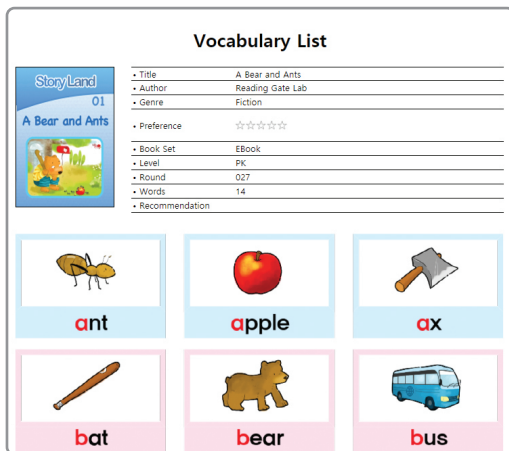 Vocabulary List
Story Land
01
A Bear and Ants
• Title A Bear and Ants
• Author Reading Gate Lab
• Genre Fiction
• Preference ☆☆☆☆☆
• Book Set EBook
• Level PK
• Round 027
• Words 14
• Recommendation
ant apple ax
bat bear bus